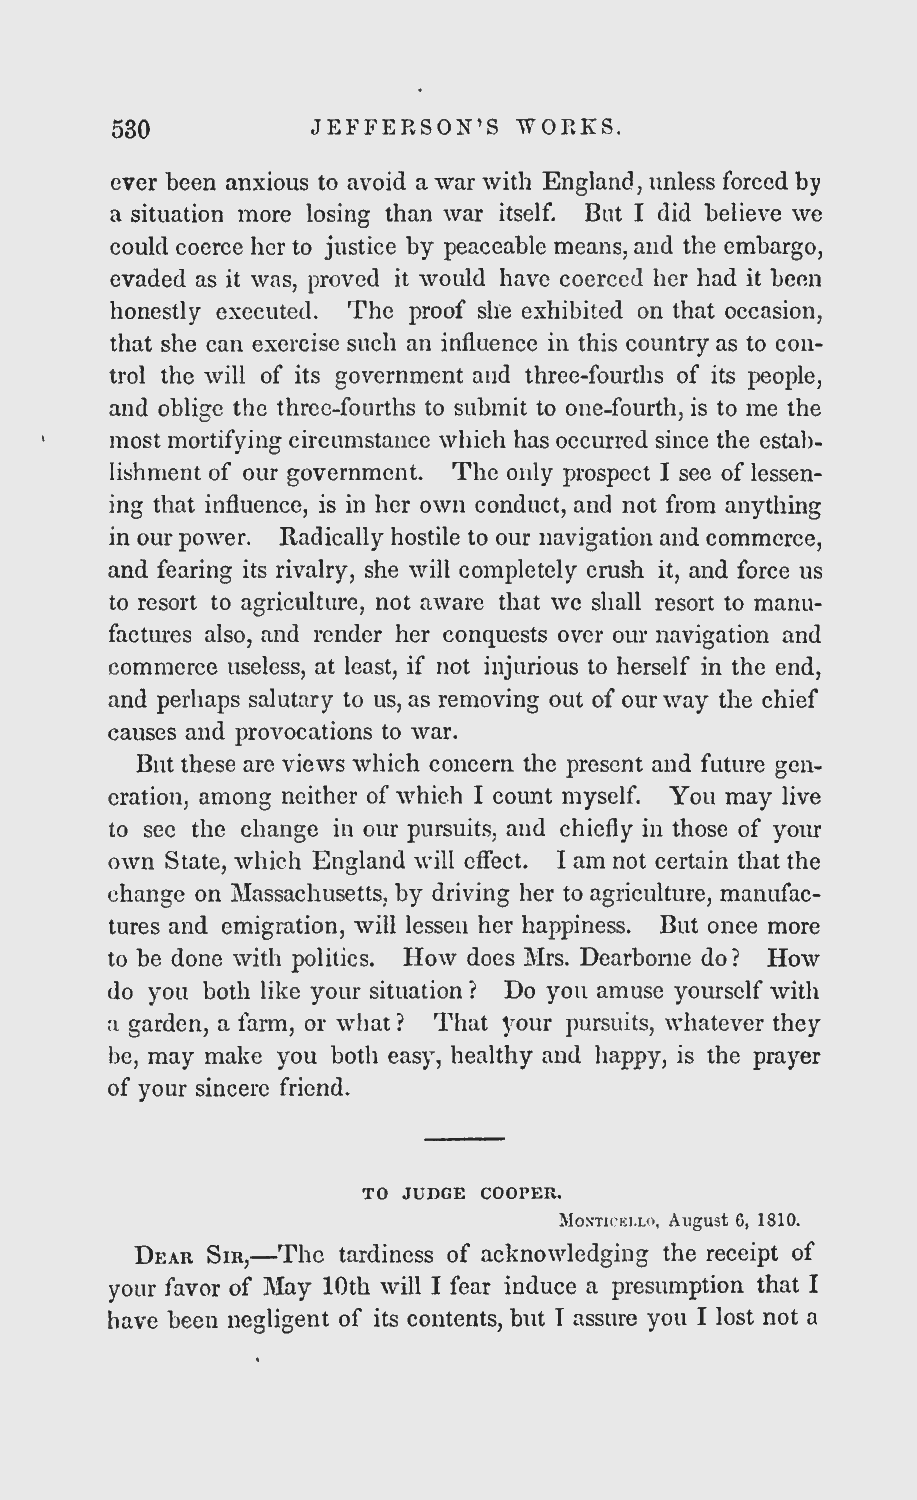 530 JEFFERSON'S WORKS.
ever been anxious to avoid a war with England, unless forced by
a situation more losing than war itself. But I did believe we
could coerce her to justice by peaceable means, and the embargo,
evaded as it was, proved it would have coerced her had it been
honestly executed. The proof she exhibited on that occasion,
that she can exercise such an influence in this country as to con-
trol the will of its government and three-fourths of its people,
and oblige the three-fourths to submit to one-fourth, is to me the
most mortifying circumstance which has occurred since the estab-
lishment of our government. The only prospect I see of lessen-
ing that influence, is in her own conduct, and not from anything
in our power. Radically hostile to our navigation and commerce,
and fearing its rivalry, she will completely crush it, and force us
to resort to agriculture, not aware that we shall resort to manu-
factures also, and render her conquests over our navigation and
commerce useless, at least, if not injurious to herself in the end,
and perhaps salutary to us, as removing out of our way the chief
causes and provocations to war.
But these are views which concern the present and future gen-
eration, among neither of which I count myself. You may live
to see the change in our pursuits, and chiefly in those of your
own State, which England will effect. I am not certain that the
change on Massachusetts, by driving her to agriculture, manufac-
tures and emigration, will lessen her happiness. But once more
to be done with politics. How does Mrs. Dearborne do? How
do you both like your situation? Do you amuse yourself with
a garden, a farm, or what? That your pursuits, whatever they
be, may make you both easy, healthy and happy, is the prayer
of your sincere friend.
TO JUDGE COOPER.
MONTICELLO, August 6, 1810.
DEAR SIR,—The tardiness of acknowledging the receipt of
your favor of May 10th will I fear induce a presumption that I
have been negligent of its contents, but I assure you I lost not a